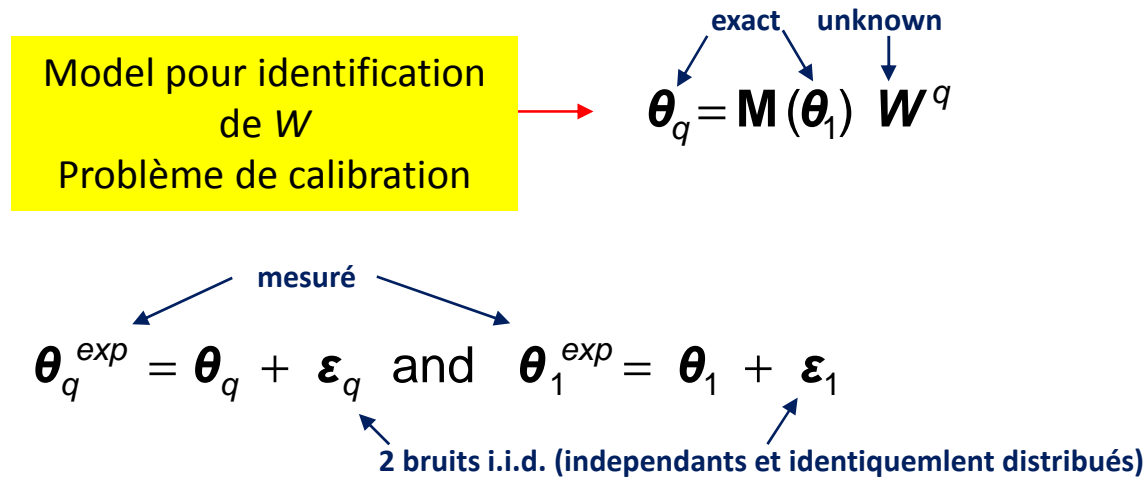 exact unknown
Model pour identification
de W
Problème de calibration
θq = M(θ1) W^q
mesuré
θq^exp = θq + εq and θ1^exp = θ1 + ε1
2 bruits i.i.d. (independants et identiquemlent distribués)